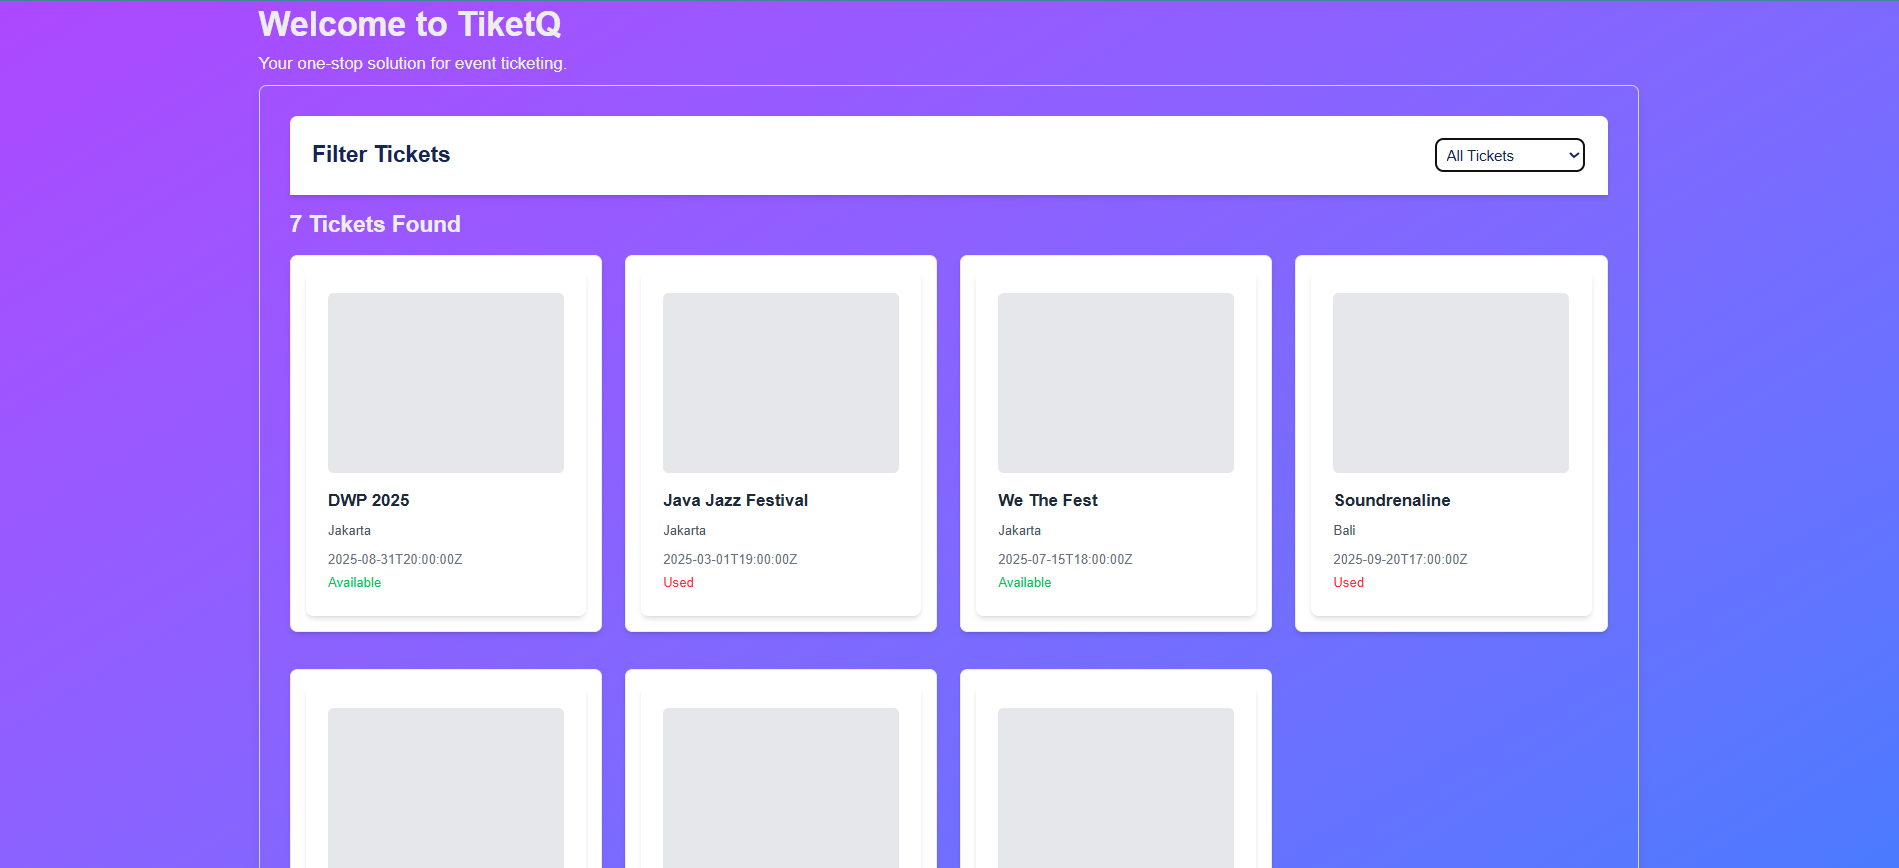 Welcome to TiketQ
Your one-stop solution for event ticketing.
Filter Tickets
All Tickets
7 Tickets Found
DWP 2025
Jakarta
2025-08-31T20:00:00Z
Available
Java Jazz Festival
Jakarta
2025-03-01T19:00:00Z
Used
We The Fest
Jakarta
2025-07-15T18:00:00Z
Available
Soundrenaline
Bali
2025-09-20T17:00:00Z
Used